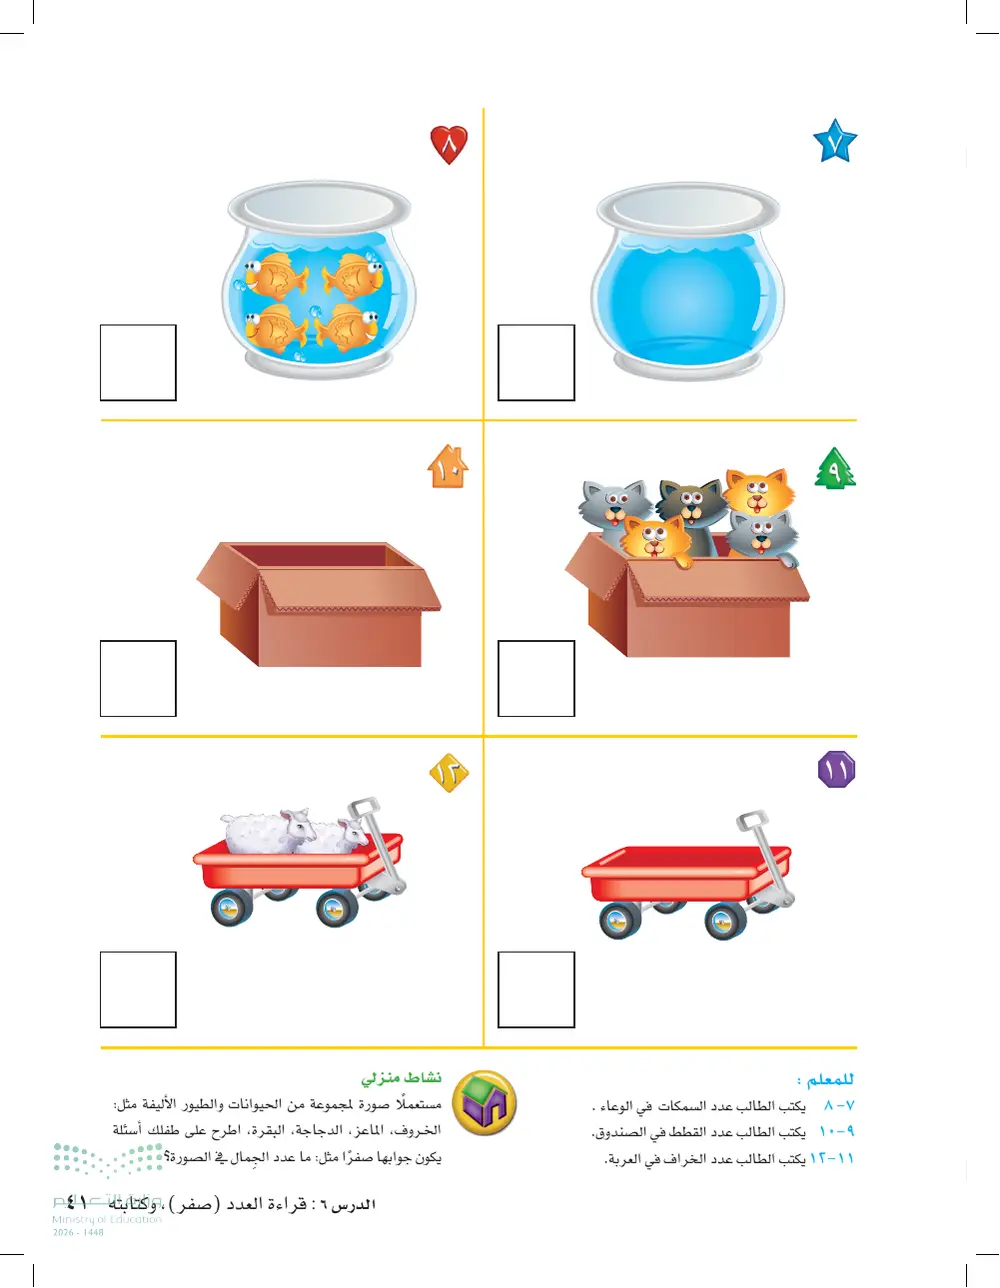 ٧
٨
٩
١٠
١١
١٢
للمعلم :
٧-٨ يكتب الطالب عدد السمكات في الوعاء .
٩-١٠ يكتب الطالب عدد القطط في الصندوق.
١١-١٢ يكتب الطالب عدد الخراف في العربة.
نشاط منزلي
مستعملًا صورة لمجموعة من الحيوانات والطيور الأليفة مثل:
الخروف، الماعز، الدجاجة، البقرة، اطرح على طفلك أسئلة
يكون جوابها صفرًا مثل: ما عدد الجِمال في الصورة؟
الدرس ٦ : قراءة العدد (صفر)، وكتابته ٤١
وزارة التعليم
Ministry of Education
2026 - 1448